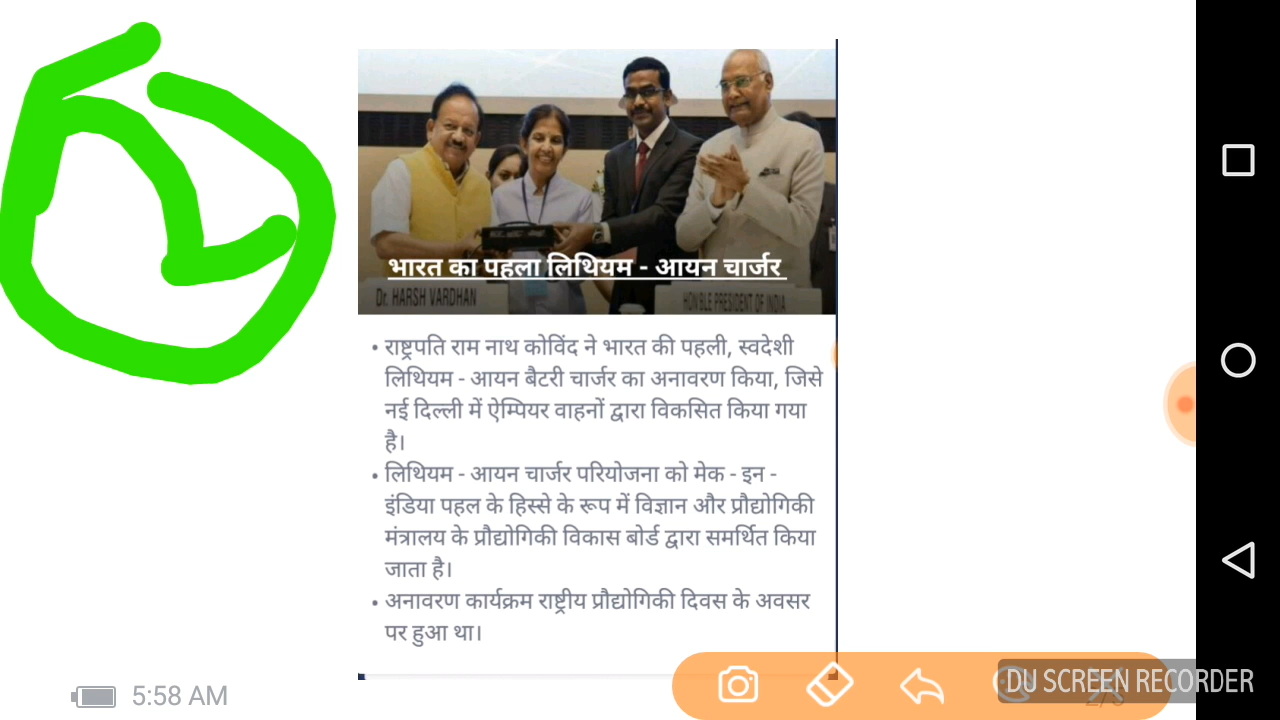 भारत का पहला लिथियम - आयन चार्जर
Dr. HARSH VARDHAN
HON'BLE PRESIDENT OF INDIA
• राष्ट्रपति राम नाथ कोविंद ने भारत की पहली, स्वदेशी
लिथियम - आयन बैटरी चार्जर का अनावरण किया, जिसे
नई दिल्ली में ऐम्पियर वाहनों द्वारा विकसित किया गया
है।
• लिथियम - आयन चार्जर परियोजना को मेक - इन -
इंडिया पहल के हिस्से के रूप में विज्ञान और प्रौद्योगिकी
मंत्रालय के प्रौद्योगिकी विकास बोर्ड द्वारा समर्थित किया
जाता है।
• अनावरण कार्यक्रम राष्ट्रीय प्रौद्योगिकी दिवस के अवसर
पर हुआ था।
5:58 AM
DU SCREEN RECORDER